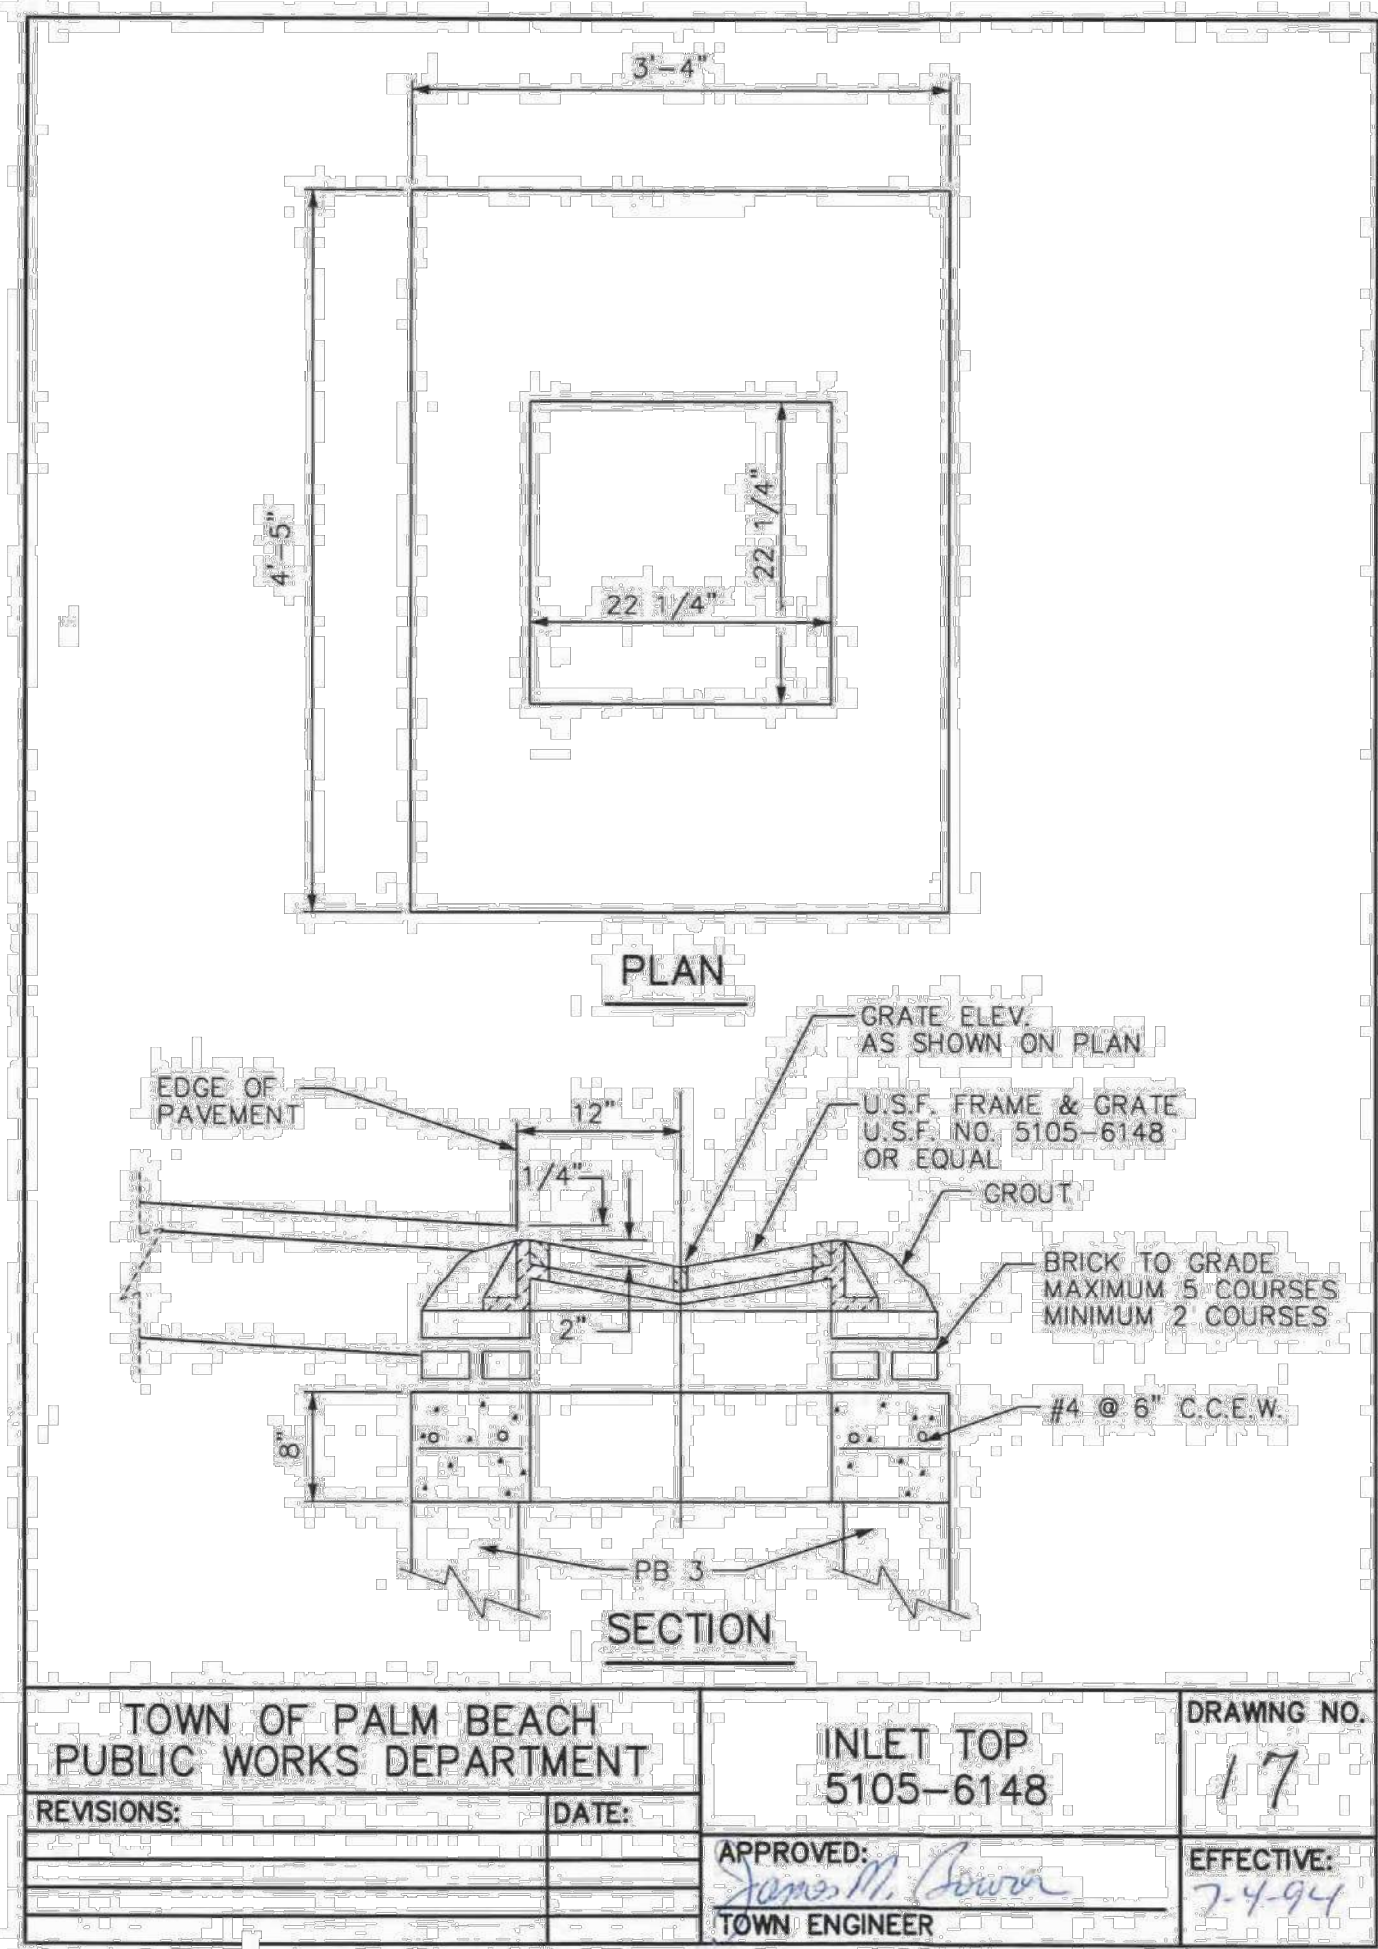 3'-4"
4'-5"
22 1/4"
22 1/4"
PLAN
GRATE ELEV.
AS SHOWN ON PLAN
EDGE OF
PAVEMENT
12"
U.S.F. FRAME & GRATE
U.S.F. NO. 5105-6148
OR EQUAL
1/4"
GROUT
BRICK TO GRADE
MAXIMUM 5 COURSES
MINIMUM 2 COURSES
2"
#4 @ 6" C.C.E.W.
8"
PB 3
SECTION
TOWN OF PALM BEACH
PUBLIC WORKS DEPARTMENT
REVISIONS:
DATE:
INLET TOP
5105-6148
DRAWING NO.
17
APPROVED:
James M. Bowser
TOWN ENGINEER
EFFECTIVE:
7-4-94